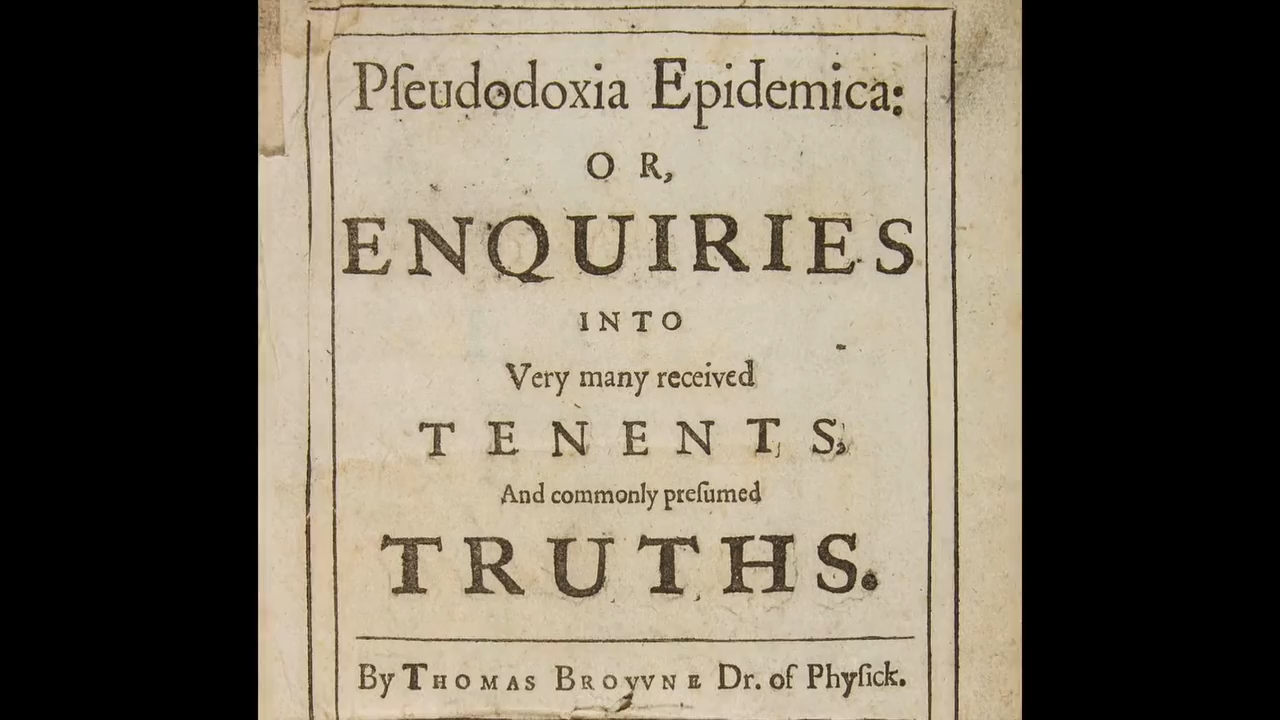 Pſeudodoxia Epidemica:
OR,
ENQUIRIES
INTO
Very many received
TENENTS,
And commonly preſumed
TRUTHS.
By THOMAS BROVVNE Dr. of Phyſick.